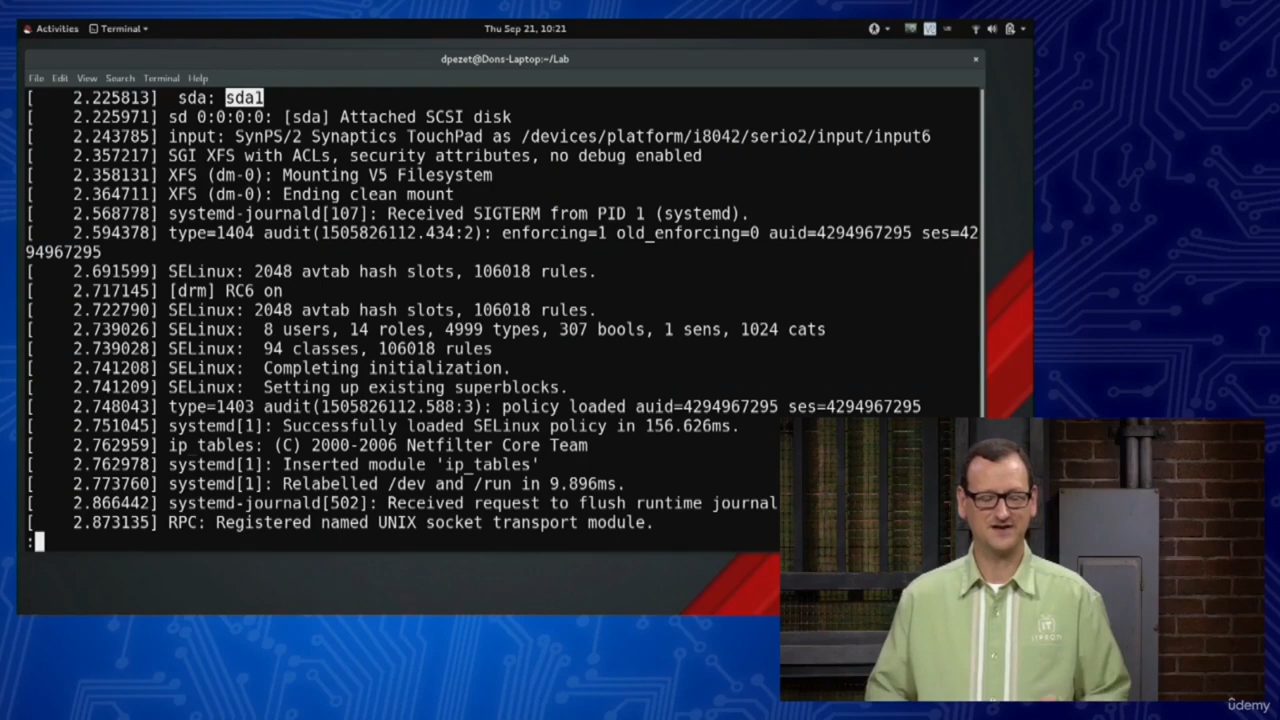 Activities Terminal Thu Sep 21, 10:21
dpezet@Dons-Laptop:~/Lab
File Edit View Search Terminal Help
[    2.225813]  sda: sda1
[    2.225971] sd 0:0:0:0: [sda] Attached SCSI disk
[    2.243785] input: SynPS/2 Synaptics TouchPad as /devices/platform/i8042/serio2/input/input6
[    2.357217] SGI XFS with ACLs, security attributes, no debug enabled
[    2.358131] XFS (dm-0): Mounting V5 Filesystem
[    2.364711] XFS (dm-0): Ending clean mount
[    2.568778] systemd-journald[107]: Received SIGTERM from PID 1 (systemd).
[    2.594378] type=1404 audit(1505826112.434:2): enforcing=1 old_enforcing=0 auid=4294967295 ses=42
94967295
[    2.691599] SELinux: 2048 avtab hash slots, 106018 rules.
[    2.717145] [drm] RC6 on
[    2.722790] SELinux: 2048 avtab hash slots, 106018 rules.
[    2.739026] SELinux:  8 users, 14 roles, 4999 types, 307 bools, 1 sens, 1024 cats
[    2.739028] SELinux:  94 classes, 106018 rules
[    2.741208] SELinux:  Completing initialization.
[    2.741209] SELinux:  Setting up existing superblocks.
[    2.748043] type=1403 audit(1505826112.588:3): policy loaded auid=4294967295 ses=4294967295
[    2.751045] systemd[1]: Successfully loaded SELinux policy in 156.626ms.
[    2.762959] ip_tables: (C) 2000-2006 Netfilter Core Team
[    2.762978] systemd[1]: Inserted module 'ip_tables'
[    2.773760] systemd[1]: Relabelled /dev and /run in 9.896ms.
[    2.866442] systemd-journald[502]: Received request to flush runtime journal
[    2.873135] RPC: Registered named UNIX socket transport module.
:
iT
ITPROTV
udemy